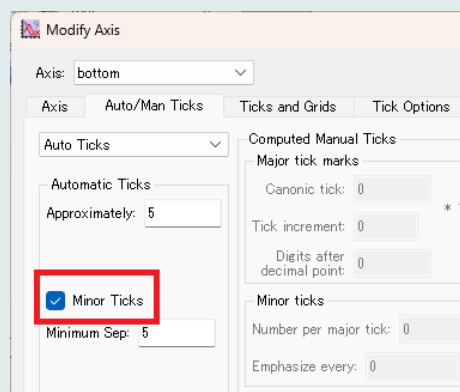 Modify Axis
Axis: bottom
Axis Auto/Man Ticks Ticks and Grids Tick Options
Auto Ticks
Automatic Ticks
Approximately: 5
Minor Ticks
Minimum Sep: 5
Computed Manual Ticks
Major tick marks
Canonic tick: 0
*
Tick increment: 0
Digits after
decimal point: 0
Minor ticks
Number per major tick: 0
Emphasize every: 0